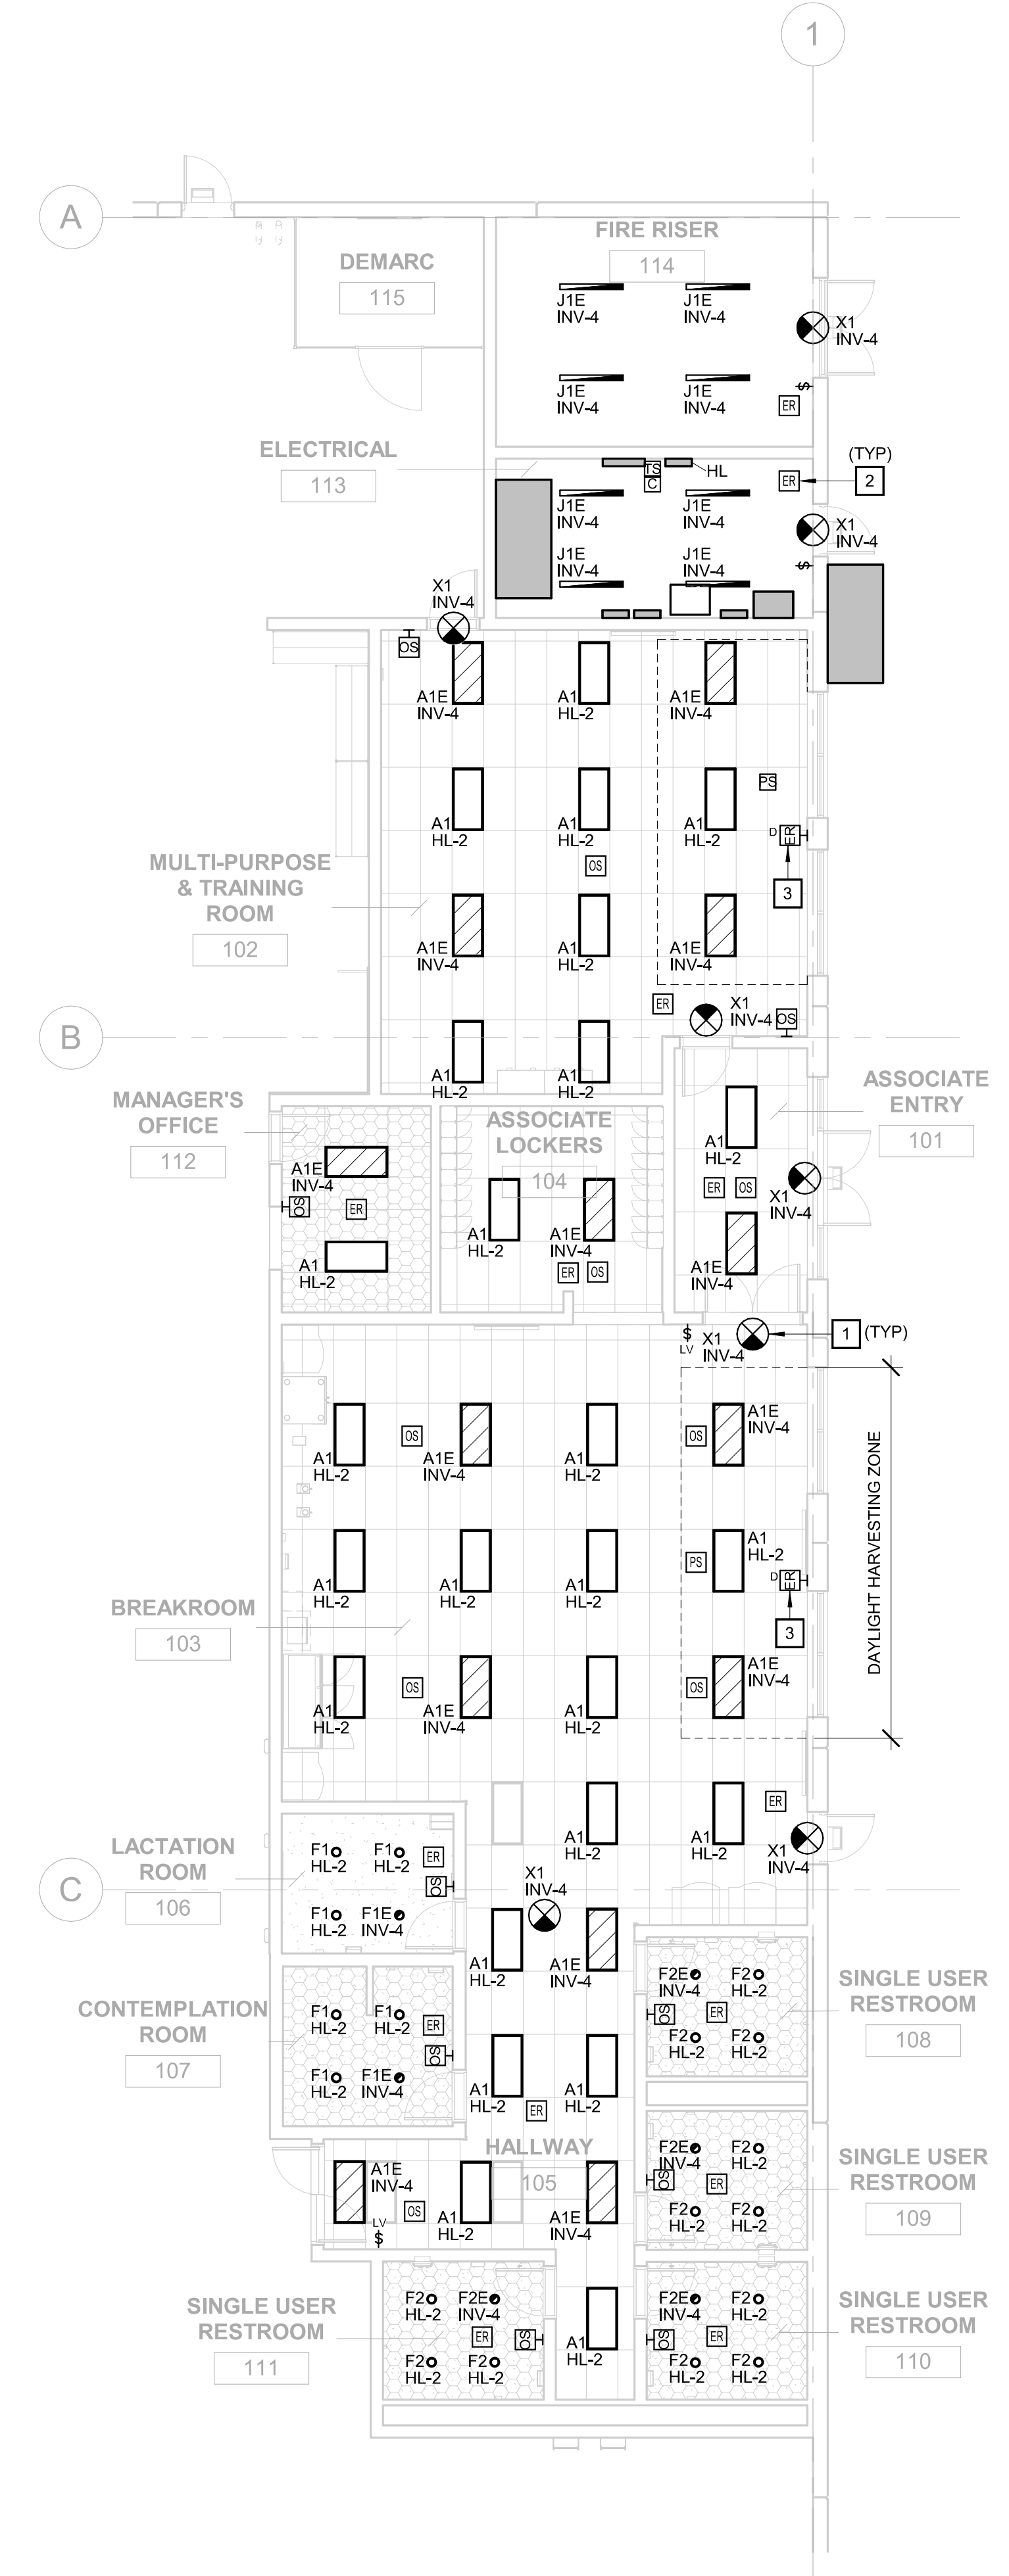 1
A
FIRE RISER
114
DEMARC
115
J1E
INV-4
J1E
INV-4
X1
INV-4
J1E
INV-4
J1E
INV-4
$
ER
ELECTRICAL
113
(TYP)
TS
C
HL
ER
2
J1E
INV-4
J1E
INV-4
X1
INV-4
J1E
INV-4
J1E
INV-4
$
X1
INV-4
OS
A1E
INV-4
A1
HL-2
A1E
INV-4
PS
A1
HL-2
A1
HL-2
A1
HL-2
D
ER
MULTI-PURPOSE
& TRAINING
ROOM
102
OS
3
A1E
INV-4
A1
HL-2
A1E
INV-4
ER
X1
INV-4
OS
B
A1
HL-2
A1
HL-2
MANAGER'S
OFFICE
112
ASSOCIATE
LOCKERS
104
ASSOCIATE
ENTRY
101
A1
HL-2
A1E
INV-4
OS
ER
A1
HL-2
A1
HL-2
A1E
INV-4
ER
OS
ER
OS
X1
INV-4
A1E
INV-4
$
LV
X1
INV-4
1
(TYP)
A1
HL-2
OS
A1E
INV-4
A1
HL-2
OS
A1E
INV-4
DAYLIGHT HARVESTING ZONE
A1
HL-2
A1
HL-2
A1
HL-2
PS
A1
HL-2
D
ER
3
BREAKROOM
103
A1
HL-2
OS
A1E
INV-4
A1
HL-2
OS
A1E
INV-4
A1
HL-2
A1
HL-2
ER
X1
INV-4
LACTATION
ROOM
106
C
F1
HL-2
F1
HL-2
ER
OS
F1
HL-2
F1E
INV-4
X1
INV-4
A1
HL-2
A1E
INV-4
CONTEMPLATION
ROOM
107
F1
HL-2
F1
HL-2
ER
OS
F1
HL-2
F1E
INV-4
A1
HL-2
A1
HL-2
ER
F2E
INV-4
F2
HL-2
OS
ER
F2
HL-2
F2
HL-2
SINGLE USER
RESTROOM
108
HALLWAY
105
A1E
INV-4
LV
$
OS
A1
HL-2
A1E
INV-4
F2E
INV-4
F2
HL-2
OS
ER
F2
HL-2
F2
HL-2
SINGLE USER
RESTROOM
109
SINGLE USER
RESTROOM
111
F2
HL-2
F2E
INV-4
ER
OS
F2
HL-2
F2
HL-2
A1
HL-2
F2E
INV-4
F2
HL-2
OS
ER
F2
HL-2
F2
HL-2
SINGLE USER
RESTROOM
110